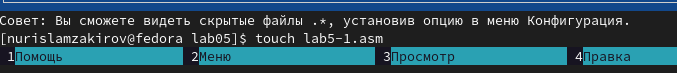 Совет: Вы сможете видеть скрытые файлы .*, установив опцию в меню Конфигурация.
[nurislamzakirov@fedora lab05]$ touch lab5-1.asm
1Помощь 2Меню 3Просмотр 4Правка